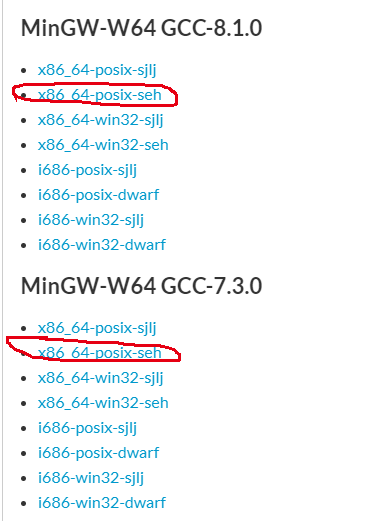 MinGW-W64 GCC-8.1.0
x86_64-posix-sjlj
x86_64-posix-seh
x86_64-win32-sjlj
x86_64-win32-seh
i686-posix-sjlj
i686-posix-dwarf
i686-win32-sjlj
i686-win32-dwarf
MinGW-W64 GCC-7.3.0
x86_64-posix-sjlj
x86_64-posix-seh
x86_64-win32-sjlj
x86_64-win32-seh
i686-posix-sjlj
i686-posix-dwarf
i686-win32-sjlj
i686-win32-dwarf